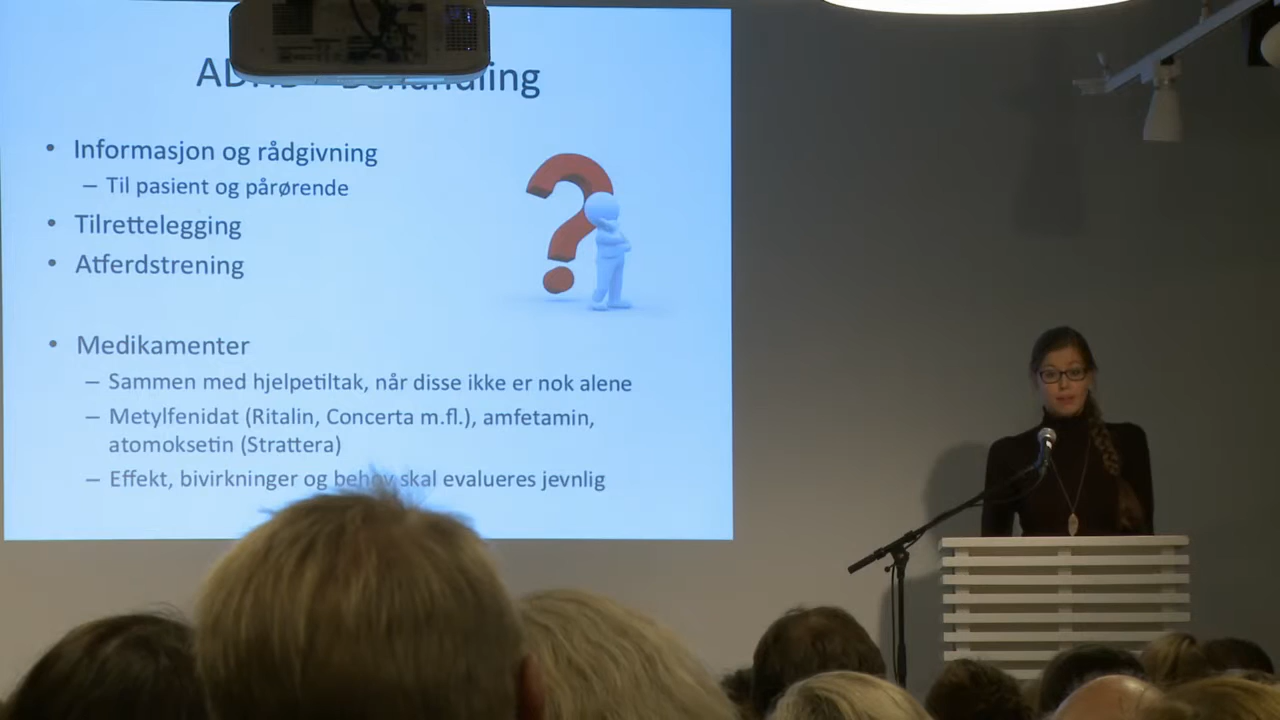 • Informasjon og rådgivning
– Til pasient og pårørende
• Tilrettelegging
• Atferdstrening
• Medikamenter
– Sammen med hjelpetiltak, når disse ikke er nok alene
– Metylfenidat (Ritalin, Concerta m.fl.), amfetamin,
atomoksetin (Strattera)
– Effekt, bivirkninger og behov skal evalueres jevnlig